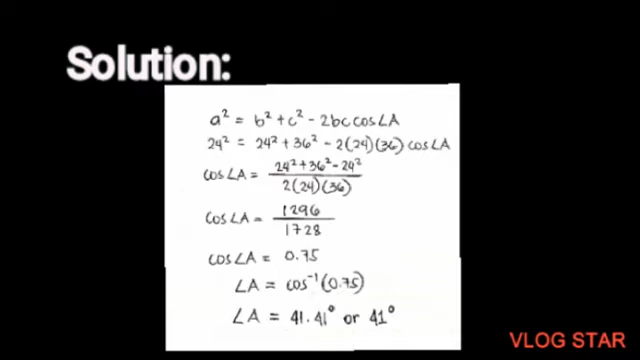 Solution:
a² = b² + c² - 2bc cos∠A
24² = 24² + 36² - 2(24)(36) cos∠A
cos∠A = 24² + 36² - 24² / 2(24)(36)
cos∠A = 1296 / 1728
cos∠A = 0.75
∠A = cos⁻¹(0.75)
∠A = 41.41° or 41°
VLOG STAR